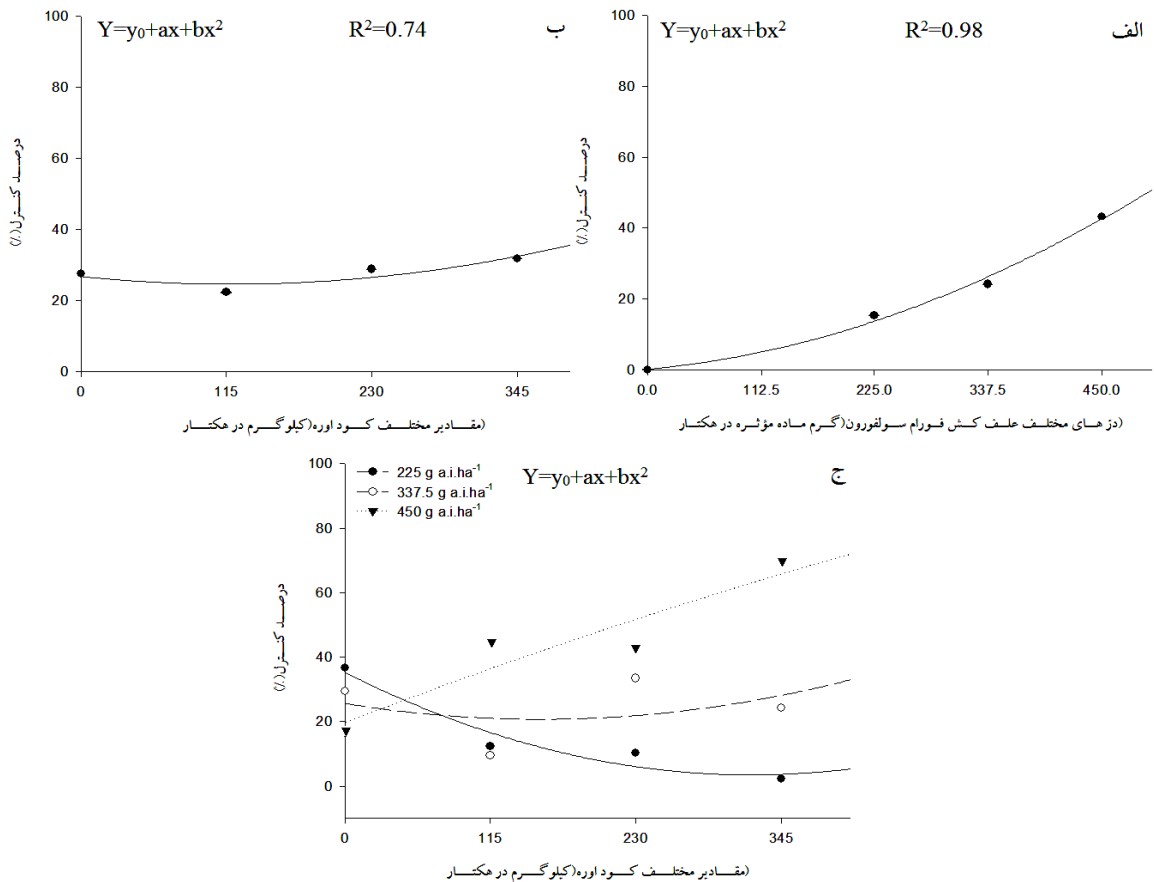 Y=y₀+ax+bx²
R²=0.98
الف
درصد کنترل(٪)
100
80
60
40
20
0
0.0
112.5
225.0
337.5
450.0
(دز های مختلف علف کش فورام سولفورون(گرم ماده مؤثره در هکتار
Y=y₀+ax+bx²
R²=0.74
ب
درصد کنترل(٪)
100
80
60
40
20
0
0
115
230
345
(مقادیر مختلف کود اوره(کیلوگرم در هکتار
225 g a.i.ha⁻¹
337.5 g a.i.ha⁻¹
450 g a.i.ha⁻¹
Y=y₀+ax+bx²
ج
درصد کنترل(٪)
100
80
60
40
20
0
0
115
230
345
(مقادیر مختلف کود اوره(کیلوگرم در هکتار